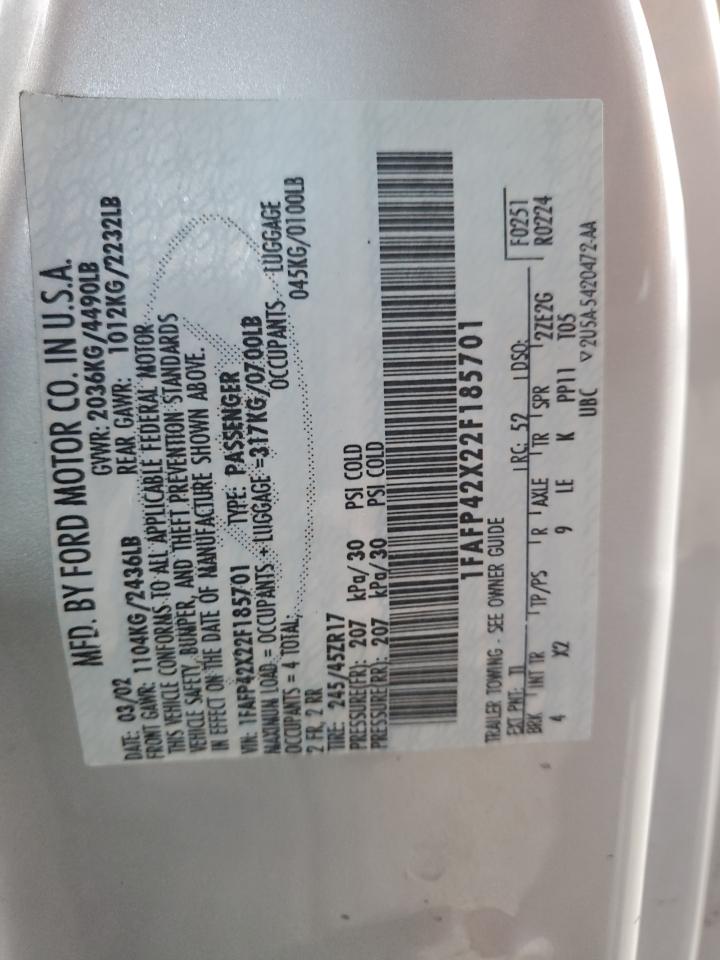 MFD. BY FORD MOTOR CO. IN U.S.A.
DATE: 03/02 GVWR: 2036KG/4490LB
FRONT GAWR: 1104KG/2436LB REAR GAWR: 1012KG/2232LB
THIS VEHICLE CONFORMS TO ALL APPLICABLE FEDERAL MOTOR
VEHICLE SAFETY, BUMPER, AND THEFT PREVENTION STANDARDS
IN EFFECT ON THE DATE OF MANUFACTURE SHOWN ABOVE.
VIN: 1FAFP42X22F185701 TYPE: PASSENGER
MAXIMUM LOAD = OCCUPANTS + LUGGAGE = 317KG/0700LB
OCCUPANTS = 4 TOTAL: OCCUPANTS LUGGAGE
2 FR, 2 RR 045KG/0100LB
TIRE: 245/45ZR17
PRESSURE(FR): 207 kPa/30 PSI COLD
PRESSURE(RR): 207 kPa/30 PSI COLD
1FAFP42X22F185701
TRAILER TOWING - SEE OWNER GUIDE F0251
EXT PNT: TL RC: 52 DSO: R0224
BRK INT TR TP/PS R AXLE TR SPR 2ZE2G
4 X2 9 LE K PP11 T05
UBC ▽2U5A-5420472-AA